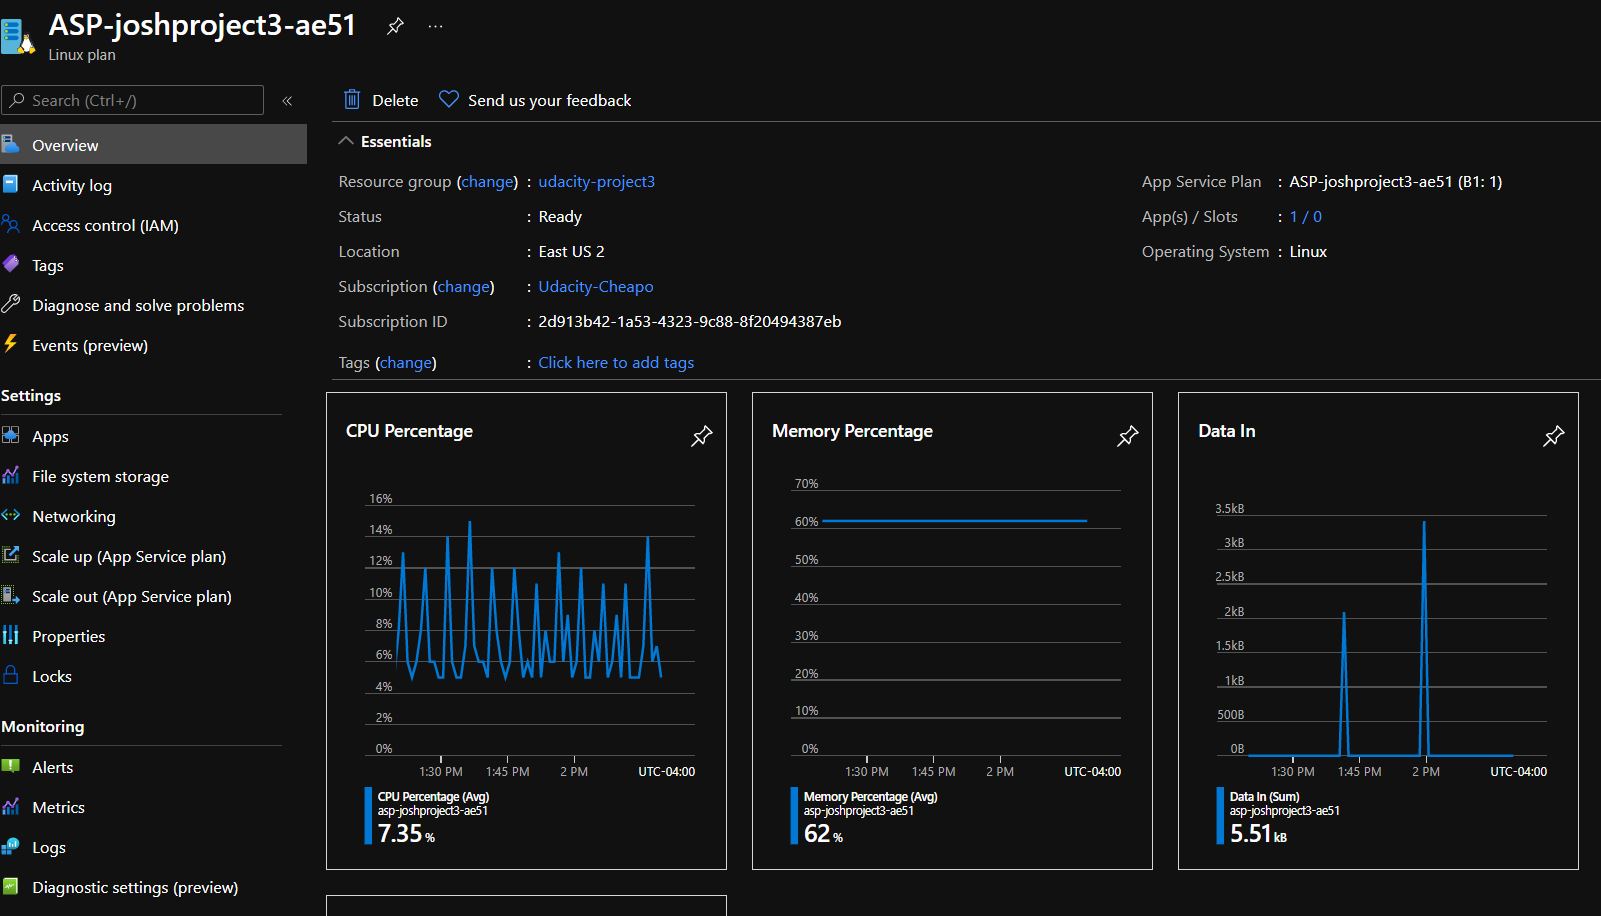 ASP-joshproject3-ae51
...
Linux plan
Search (Ctrl+/)
«
Delete
Send us your feedback
Overview
Activity log
Access control (IAM)
Tags
Diagnose and solve problems
Events (preview)
Settings
Apps
File system storage
Networking
Scale up (App Service plan)
Scale out (App Service plan)
Properties
Locks
Monitoring
Alerts
Metrics
Logs
Diagnostic settings (preview)
Essentials
Resource group (change) : udacity-project3
Status : Ready
Location : East US 2
Subscription (change) : Udacity-Cheapo
Subscription ID : 2d913b42-1a53-4323-9c88-8f20494387eb
Tags (change) : Click here to add tags
App Service Plan : ASP-joshproject3-ae51 (B1: 1)
App(s) / Slots : 1 / 0
Operating System : Linux
CPU Percentage
16%
14%
12%
10%
8%
6%
4%
2%
0%
1:30 PM 1:45 PM 2 PM UTC-04:00
CPU Percentage (Avg)
asp-joshproject3-ae51
7.35 %
Memory Percentage
70%
60%
50%
40%
30%
20%
10%
0%
1:30 PM 1:45 PM 2 PM UTC-04:00
Memory Percentage (Avg)
asp-joshproject3-ae51
62 %
Data In
3.5kB
3kB
2.5kB
2kB
1.5kB
1kB
500B
0B
1:30 PM 1:45 PM 2 PM UTC-04:00
Data In (Sum)
asp-joshproject3-ae51
5.51 kB